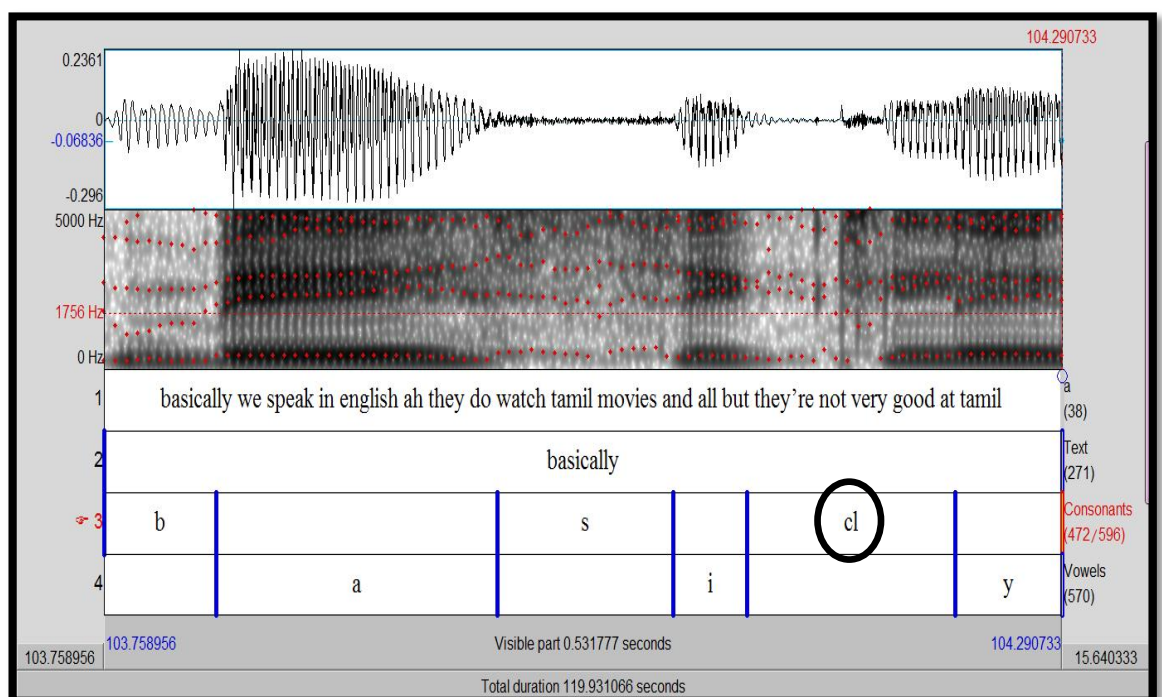 104.290733
0.2361
0
-0.06836
-0.296
5000 Hz
1756 Hz
0 Hz
1 basically we speak in english ah they do watch tamil movies and all but they're not very good at tamil a (38)
2 basically Text (271)
3 b s cl Consonants (472/596)
4 a i y Vowels (570)
103.758956 Visible part 0.531777 seconds 104.290733
103.758956 15.640333
Total duration 119.931066 seconds